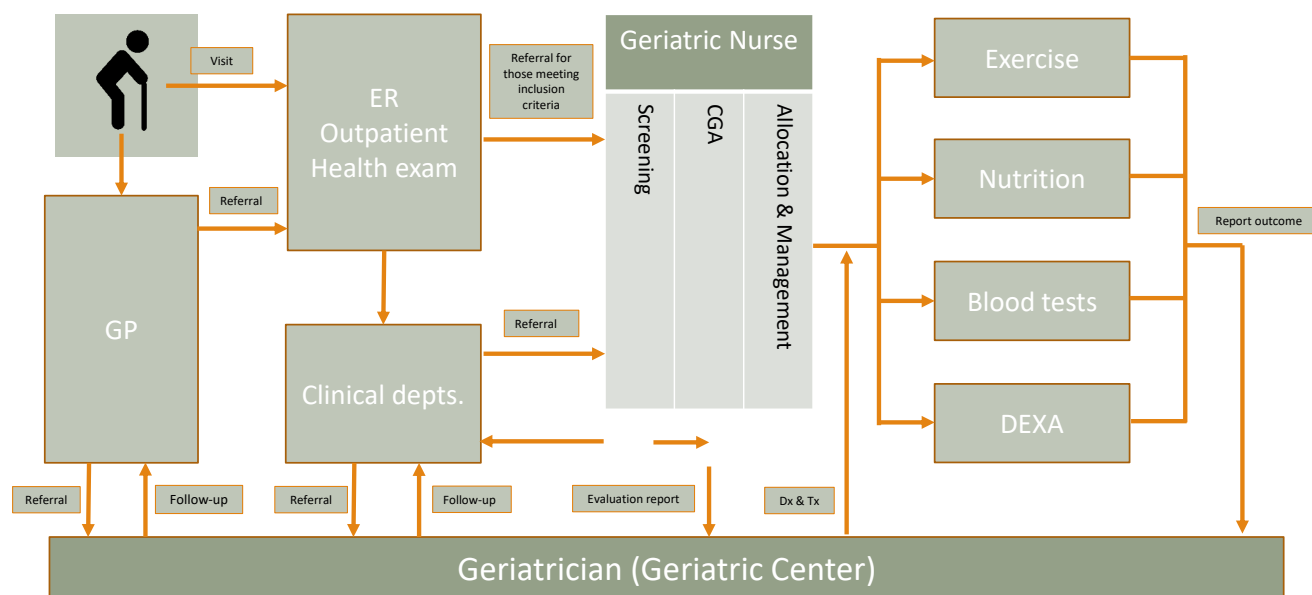 Visit
ER
Outpatient
Health exam
Referral for
those meeting
inclusion
criteria
Geriatric Nurse
Screening
CGA
Allocation & Management
Exercise
Nutrition
Blood tests
DEXA
Report outcome
Referral
GP
Clinical depts.
Referral
Referral
Follow-up
Referral
Follow-up
Evaluation report
Dx & Tx
Geriatrician (Geriatric Center)